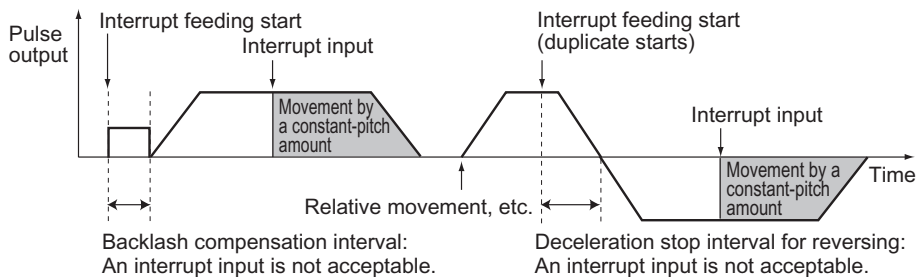 Pulse
output
Interrupt feeding start
Interrupt input
Movement by
a constant-pitch
amount
Interrupt feeding start
(duplicate starts)
Interrupt input
Movement by a
constant-pitch
amount
Time
Relative movement, etc.
Backlash compensation interval:
An interrupt input is not acceptable.
Deceleration stop interval for reversing:
An interrupt input is not acceptable.